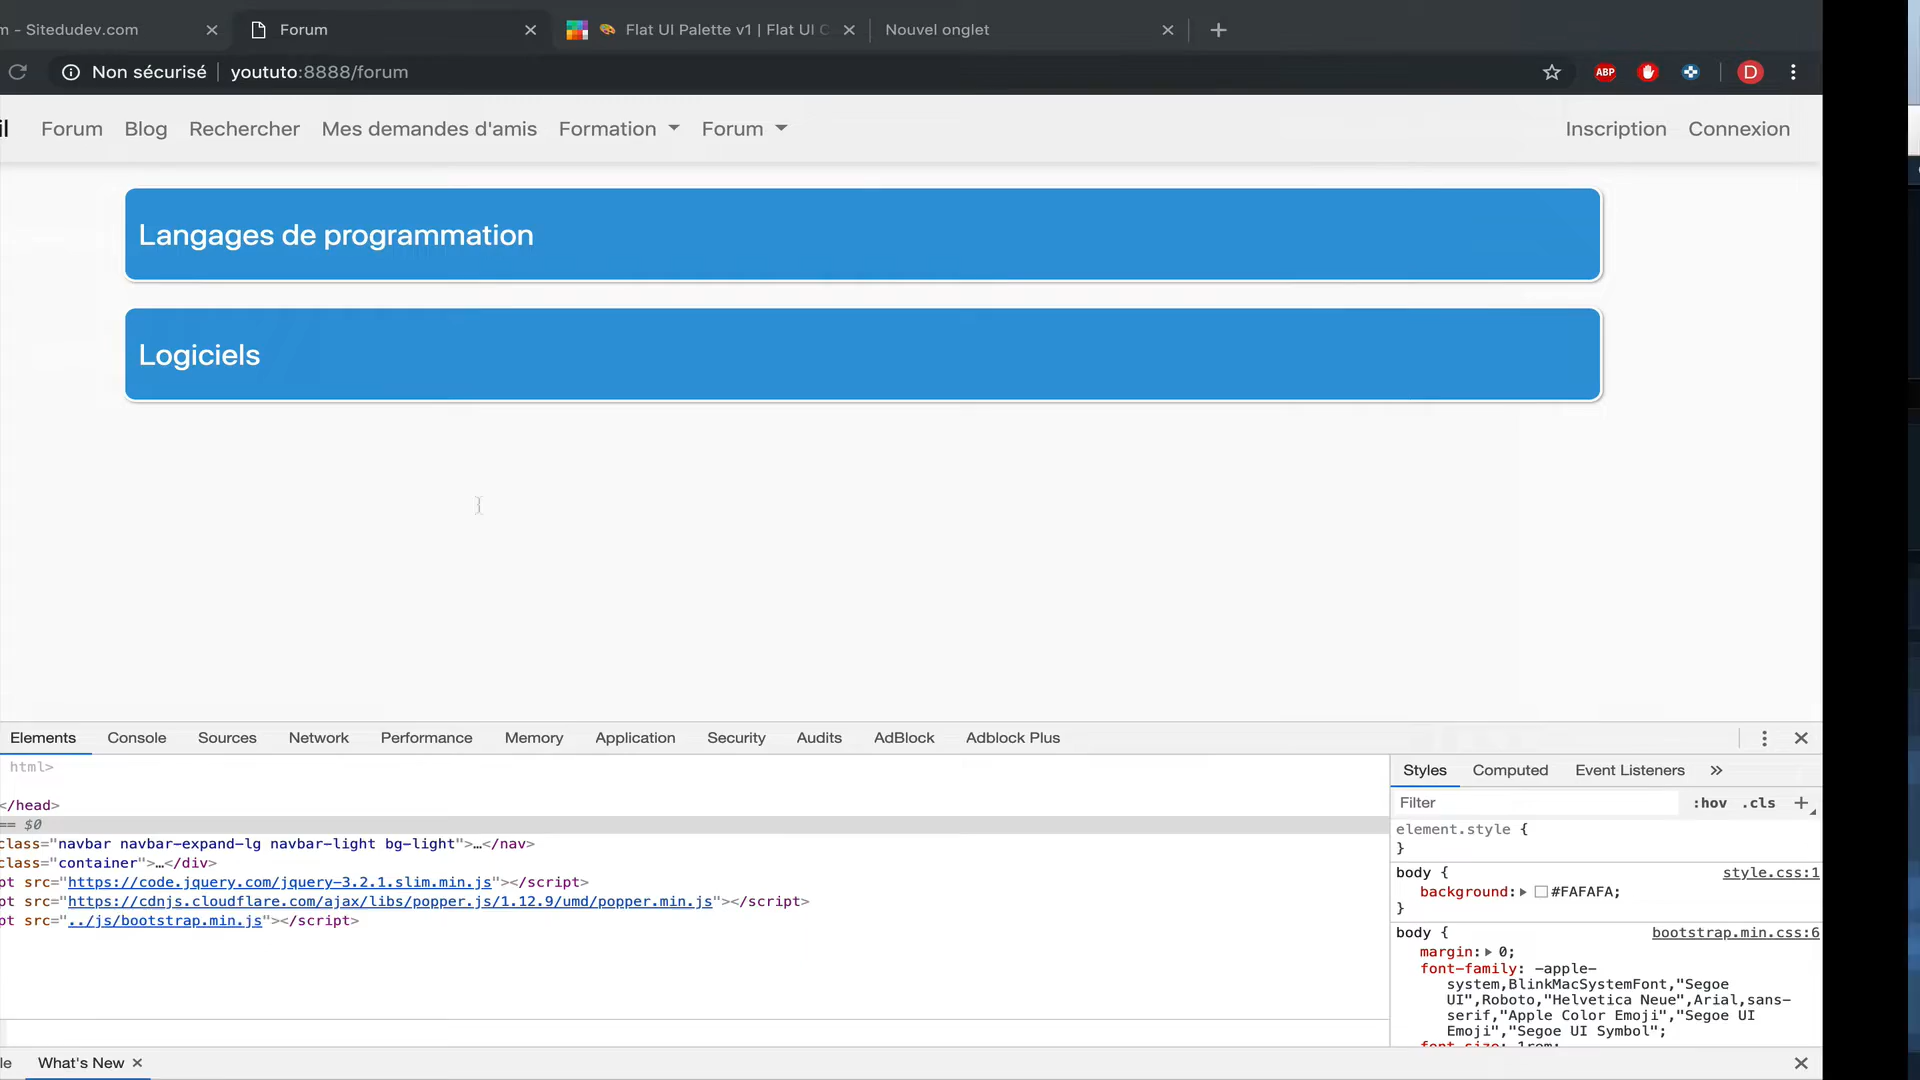 m - Sitedudev.com
Forum
Flat UI Palette v1 | Flat UI C
Nouvel onglet
Non sécurisé
yoututo:8888/forum
ABP
D
il
Forum
Blog
Rechercher
Mes demandes d'amis
Formation
Forum
Inscription
Connexion
Langages de programmation
Logiciels
Elements
Console
Sources
Network
Performance
Memory
Application
Security
Audits
AdBlock
Adblock Plus
html>
</head>
== $0
class="navbar navbar-expand-lg navbar-light bg-light">…</nav>
class="container">…</div>
pt src="https://code.jquery.com/jquery-3.2.1.slim.min.js"></script>
pt src="https://cdnjs.cloudflare.com/ajax/libs/popper.js/1.12.9/umd/popper.min.js"></script>
pt src="../js/bootstrap.min.js"></script>
Styles
Computed
Event Listeners
»
Filter
:hov
.cls
+
element.style {
}
body {
style.css:1
background: #FAFAFA;
}
body {
bootstrap.min.css:6
margin: 0;
font-family: -apple-
system,BlinkMacSystemFont,"Segoe
UI",Roboto,"Helvetica Neue",Arial,sans-
serif,"Apple Color Emoji","Segoe UI
Emoji","Segoe UI Symbol";
font-size: 1rem;
le
What's New